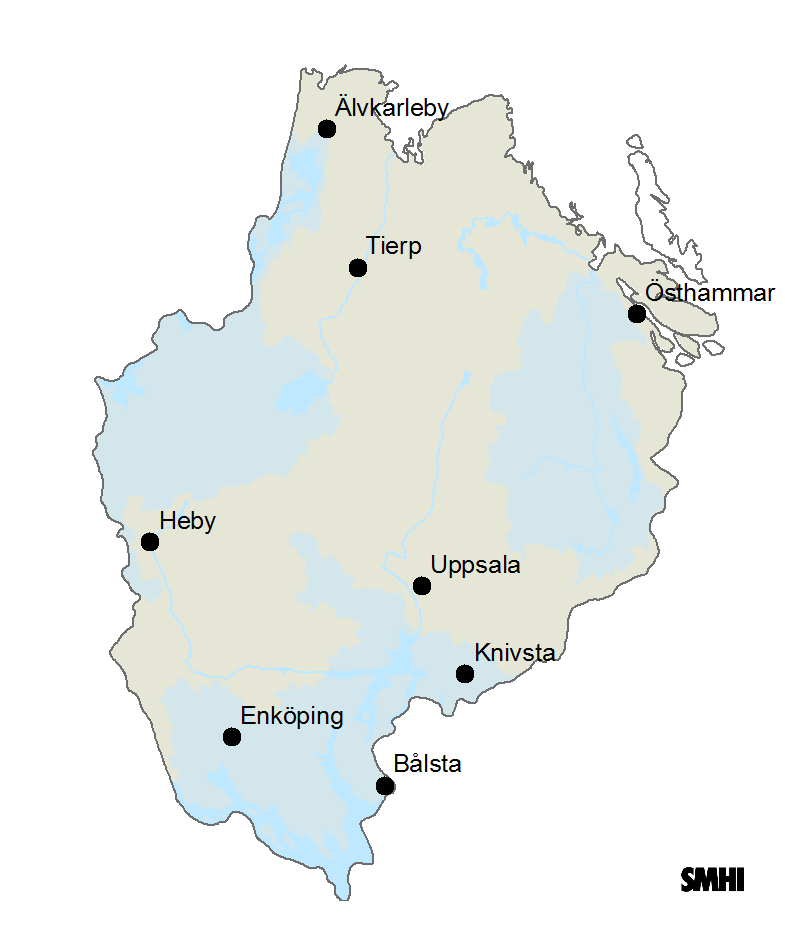 Älvkarleby
Tierp
Östhammar
Heby
Uppsala
Knivsta
Enköping
Bålsta
SMHI